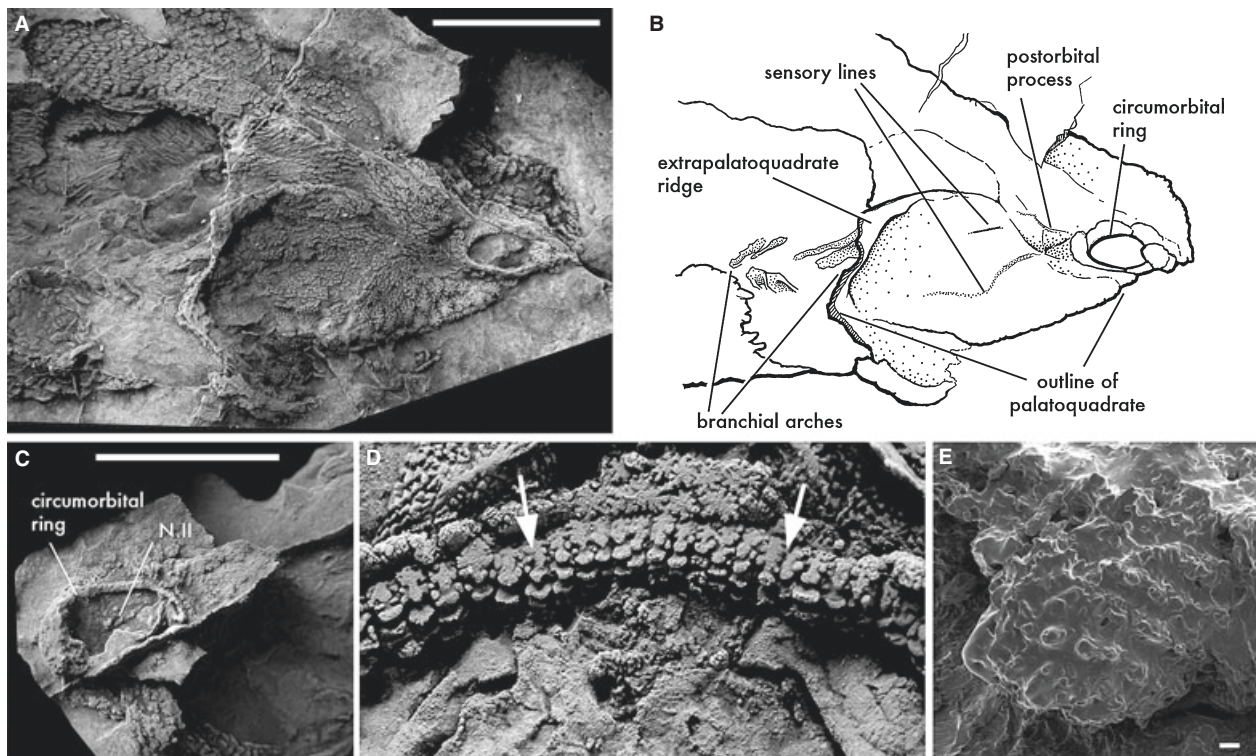 A
B
sensory lines
postorbital
process
circumorbital
ring
extrapalatoquadrate
ridge
outline of
palatoquadrate
branchial arches
C
circumorbital
ring
N.II
D
E